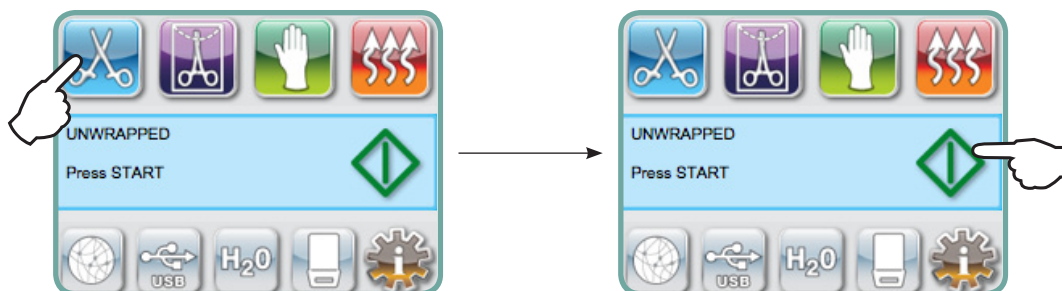 UNWRAPPED
Press START
USB
H₂O
i
UNWRAPPED
Press START
USB
H₂O
i